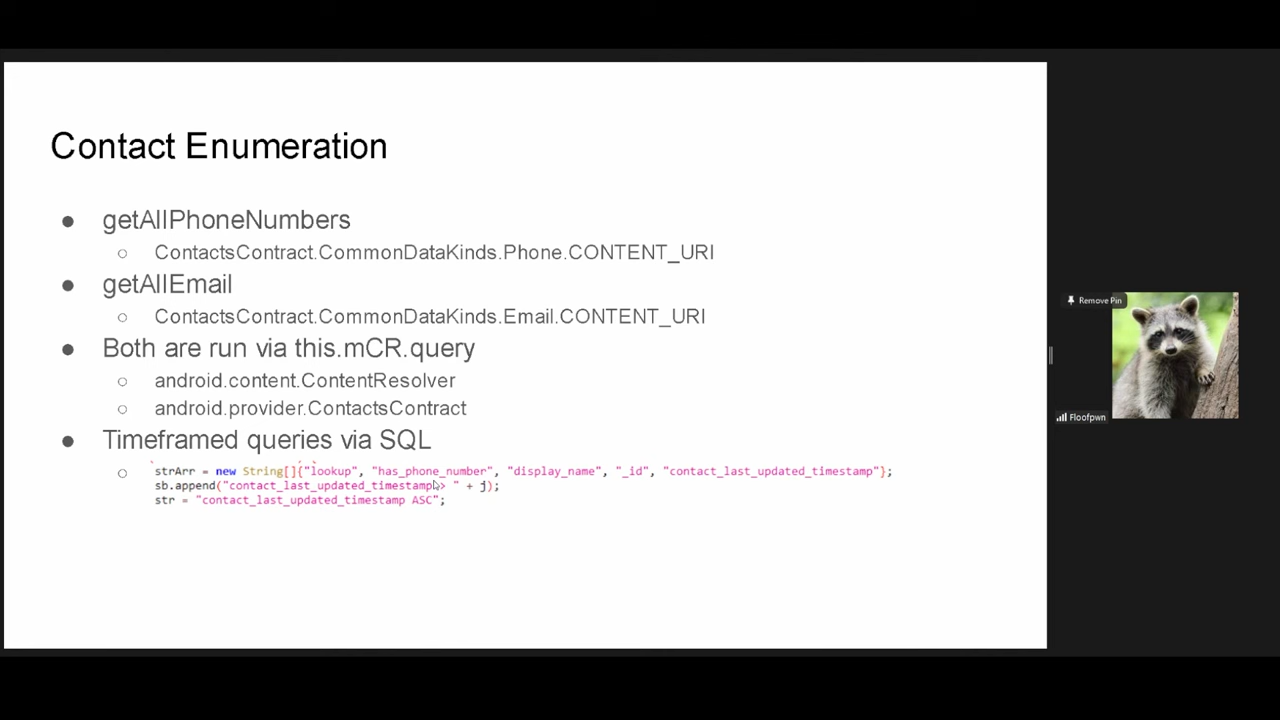 Contact Enumeration
● getAllPhoneNumbers
○ ContactsContract.CommonDataKinds.Phone.CONTENT_URI
● getAllEmail
○ ContactsContract.CommonDataKinds.Email.CONTENT_URI
● Both are run via this.mCR.query
○ android.content.ContentResolver
○ android.provider.ContactsContract
● Timeframed queries via SQL
○ strArr = new String[]{"lookup", "has_phone_number", "display_name", "_id", "contact_last_updated_timestamp"};
sb.append("contact_last_updated_timestamp> " + j);
str = "contact_last_updated_timestamp ASC";
Remove Pin
Floofpwn